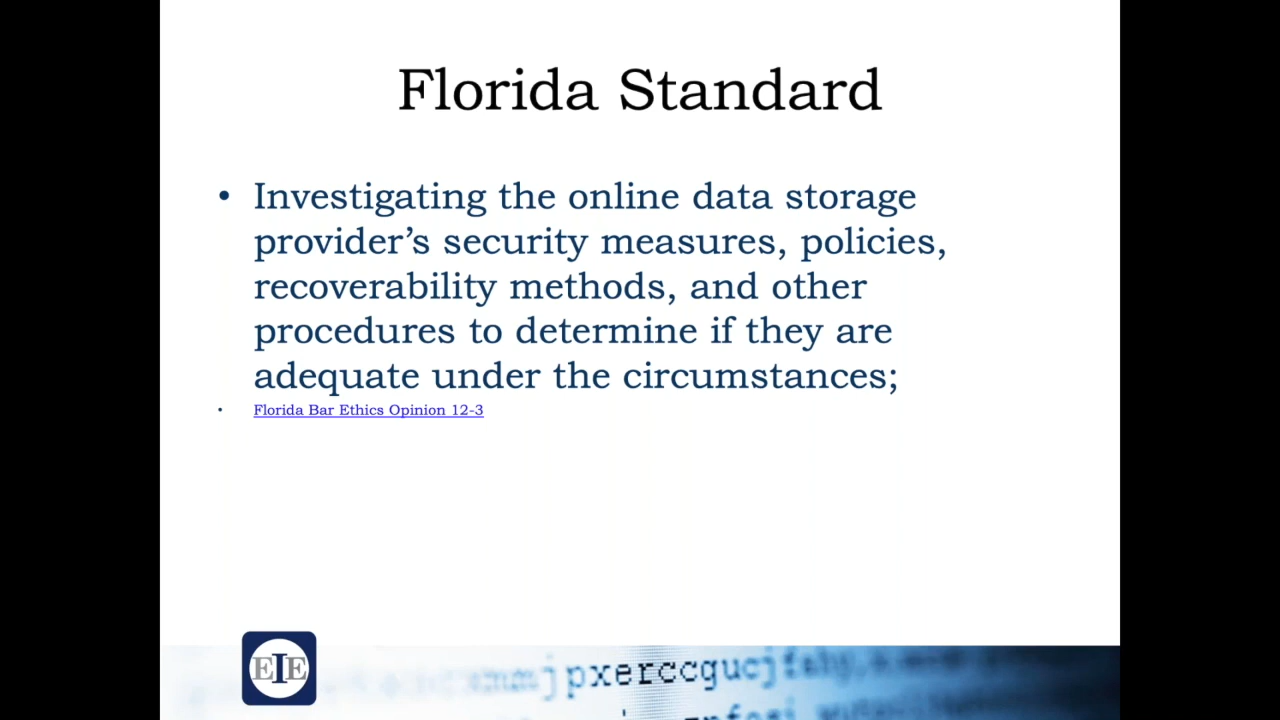 Florida Standard
• Investigating the online data storage
provider’s security measures, policies,
recoverability methods, and other
procedures to determine if they are
adequate under the circumstances;
• Florida Bar Ethics Opinion 12-3
EIE
pxerccgucj